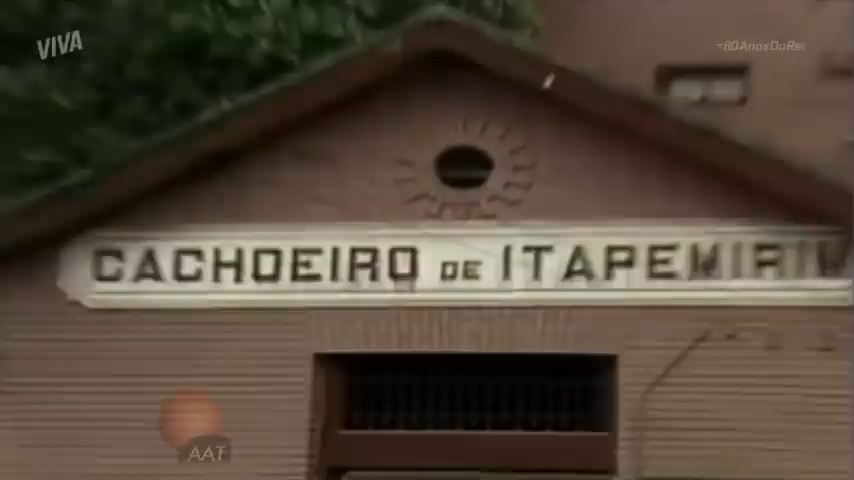 VIVA
#80AnosDoRei
CACHOEIRO DE ITAPEMIRIM
AAT